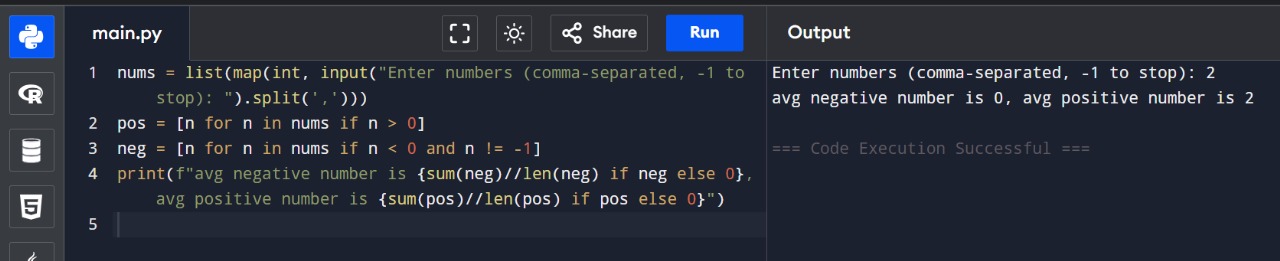 main.py
Share
Run
Output
1 nums = list(map(int, input("Enter numbers (comma-separated, -1 to
stop): ").split(',')))
2 pos = [n for n in nums if n > 0]
3 neg = [n for n in nums if n < 0 and n != -1]
4 print(f"avg negative number is {sum(neg)//len(neg) if neg else 0},
avg positive number is {sum(pos)//len(pos) if pos else 0}")
5
Enter numbers (comma-separated, -1 to stop): 2
avg negative number is 0, avg positive number is 2
=== Code Execution Successful ===